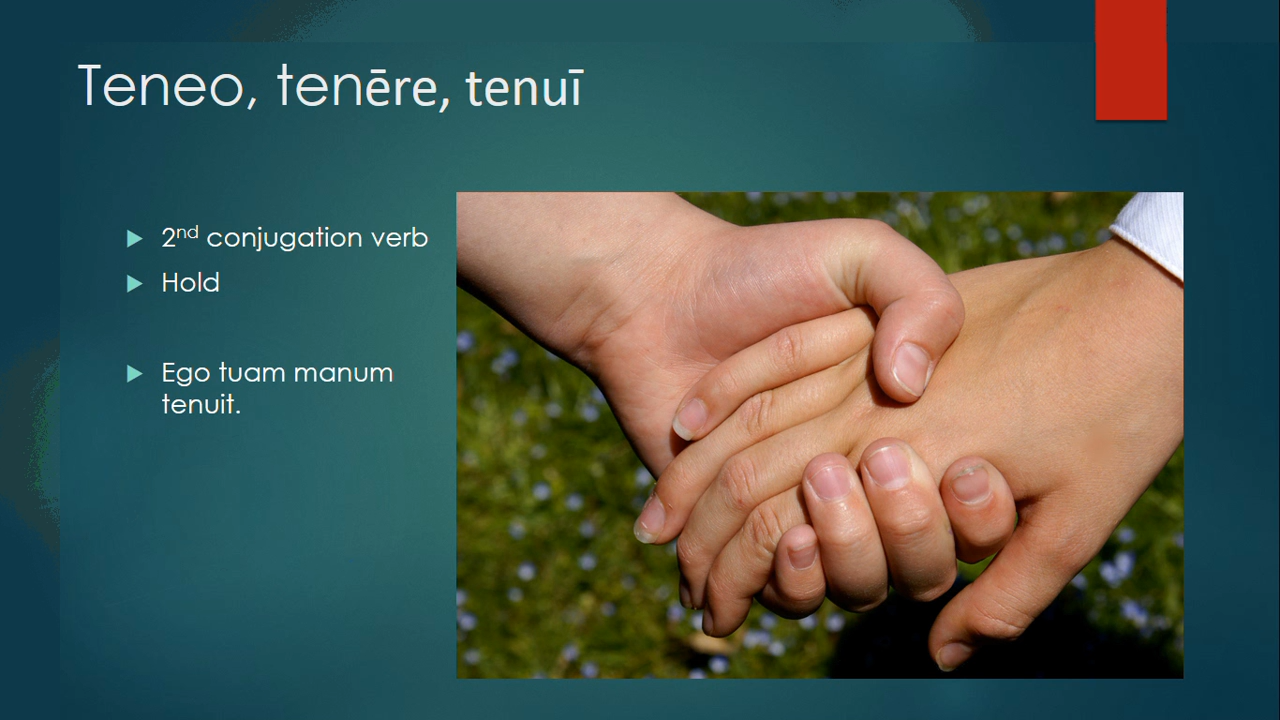 Teneo, tenēre, tenuī
2nd conjugation verb
Hold
Ego tuam manum
tenuit.